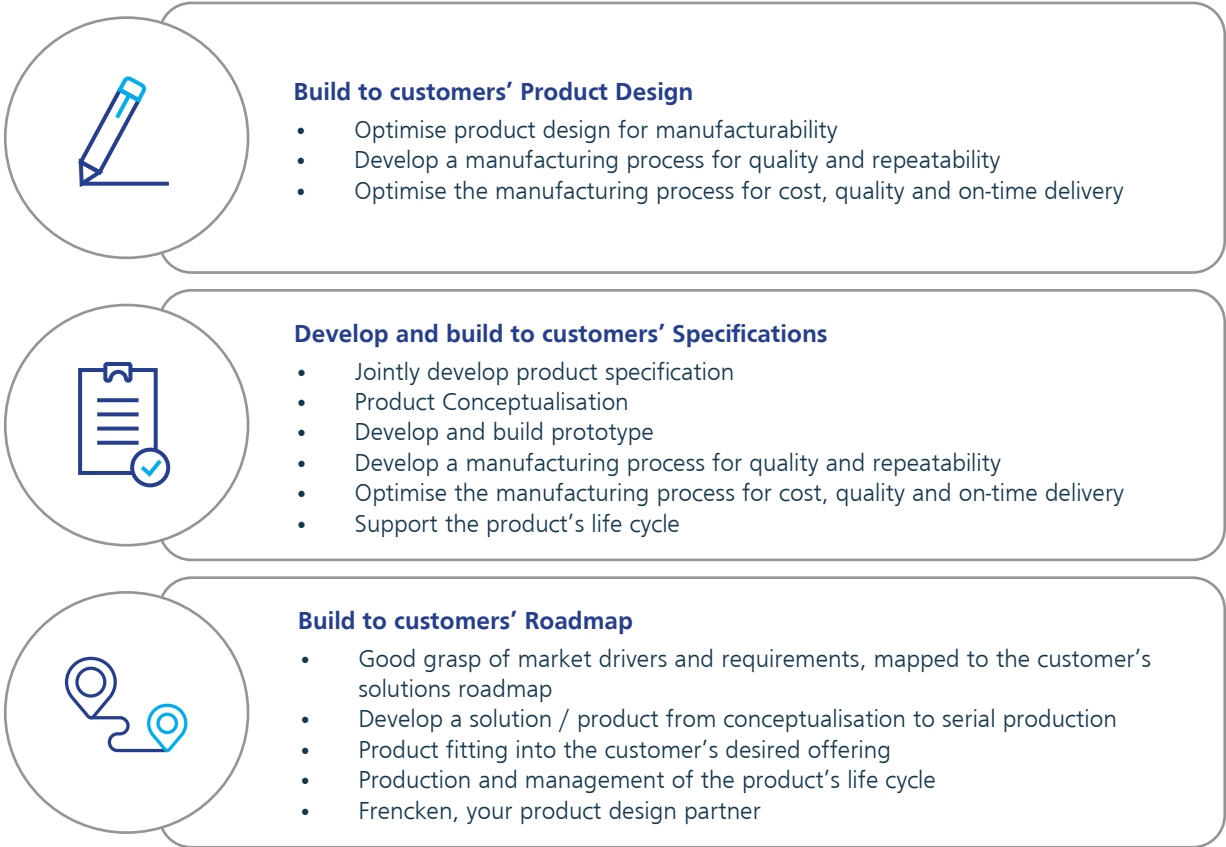 Build to customers’ Product Design
• Optimise product design for manufacturability
• Develop a manufacturing process for quality and repeatability
• Optimise the manufacturing process for cost, quality and on-time delivery
Develop and build to customers’ Specifications
• Jointly develop product specification
• Product Conceptualisation
• Develop and build prototype
• Develop a manufacturing process for quality and repeatability
• Optimise the manufacturing process for cost, quality and on-time delivery
• Support the product’s life cycle
Build to customers’ Roadmap
• Good grasp of market drivers and requirements, mapped to the customer’s
solutions roadmap
• Develop a solution / product from conceptualisation to serial production
• Product fitting into the customer’s desired offering
• Production and management of the product’s life cycle
• Frencken, your product design partner